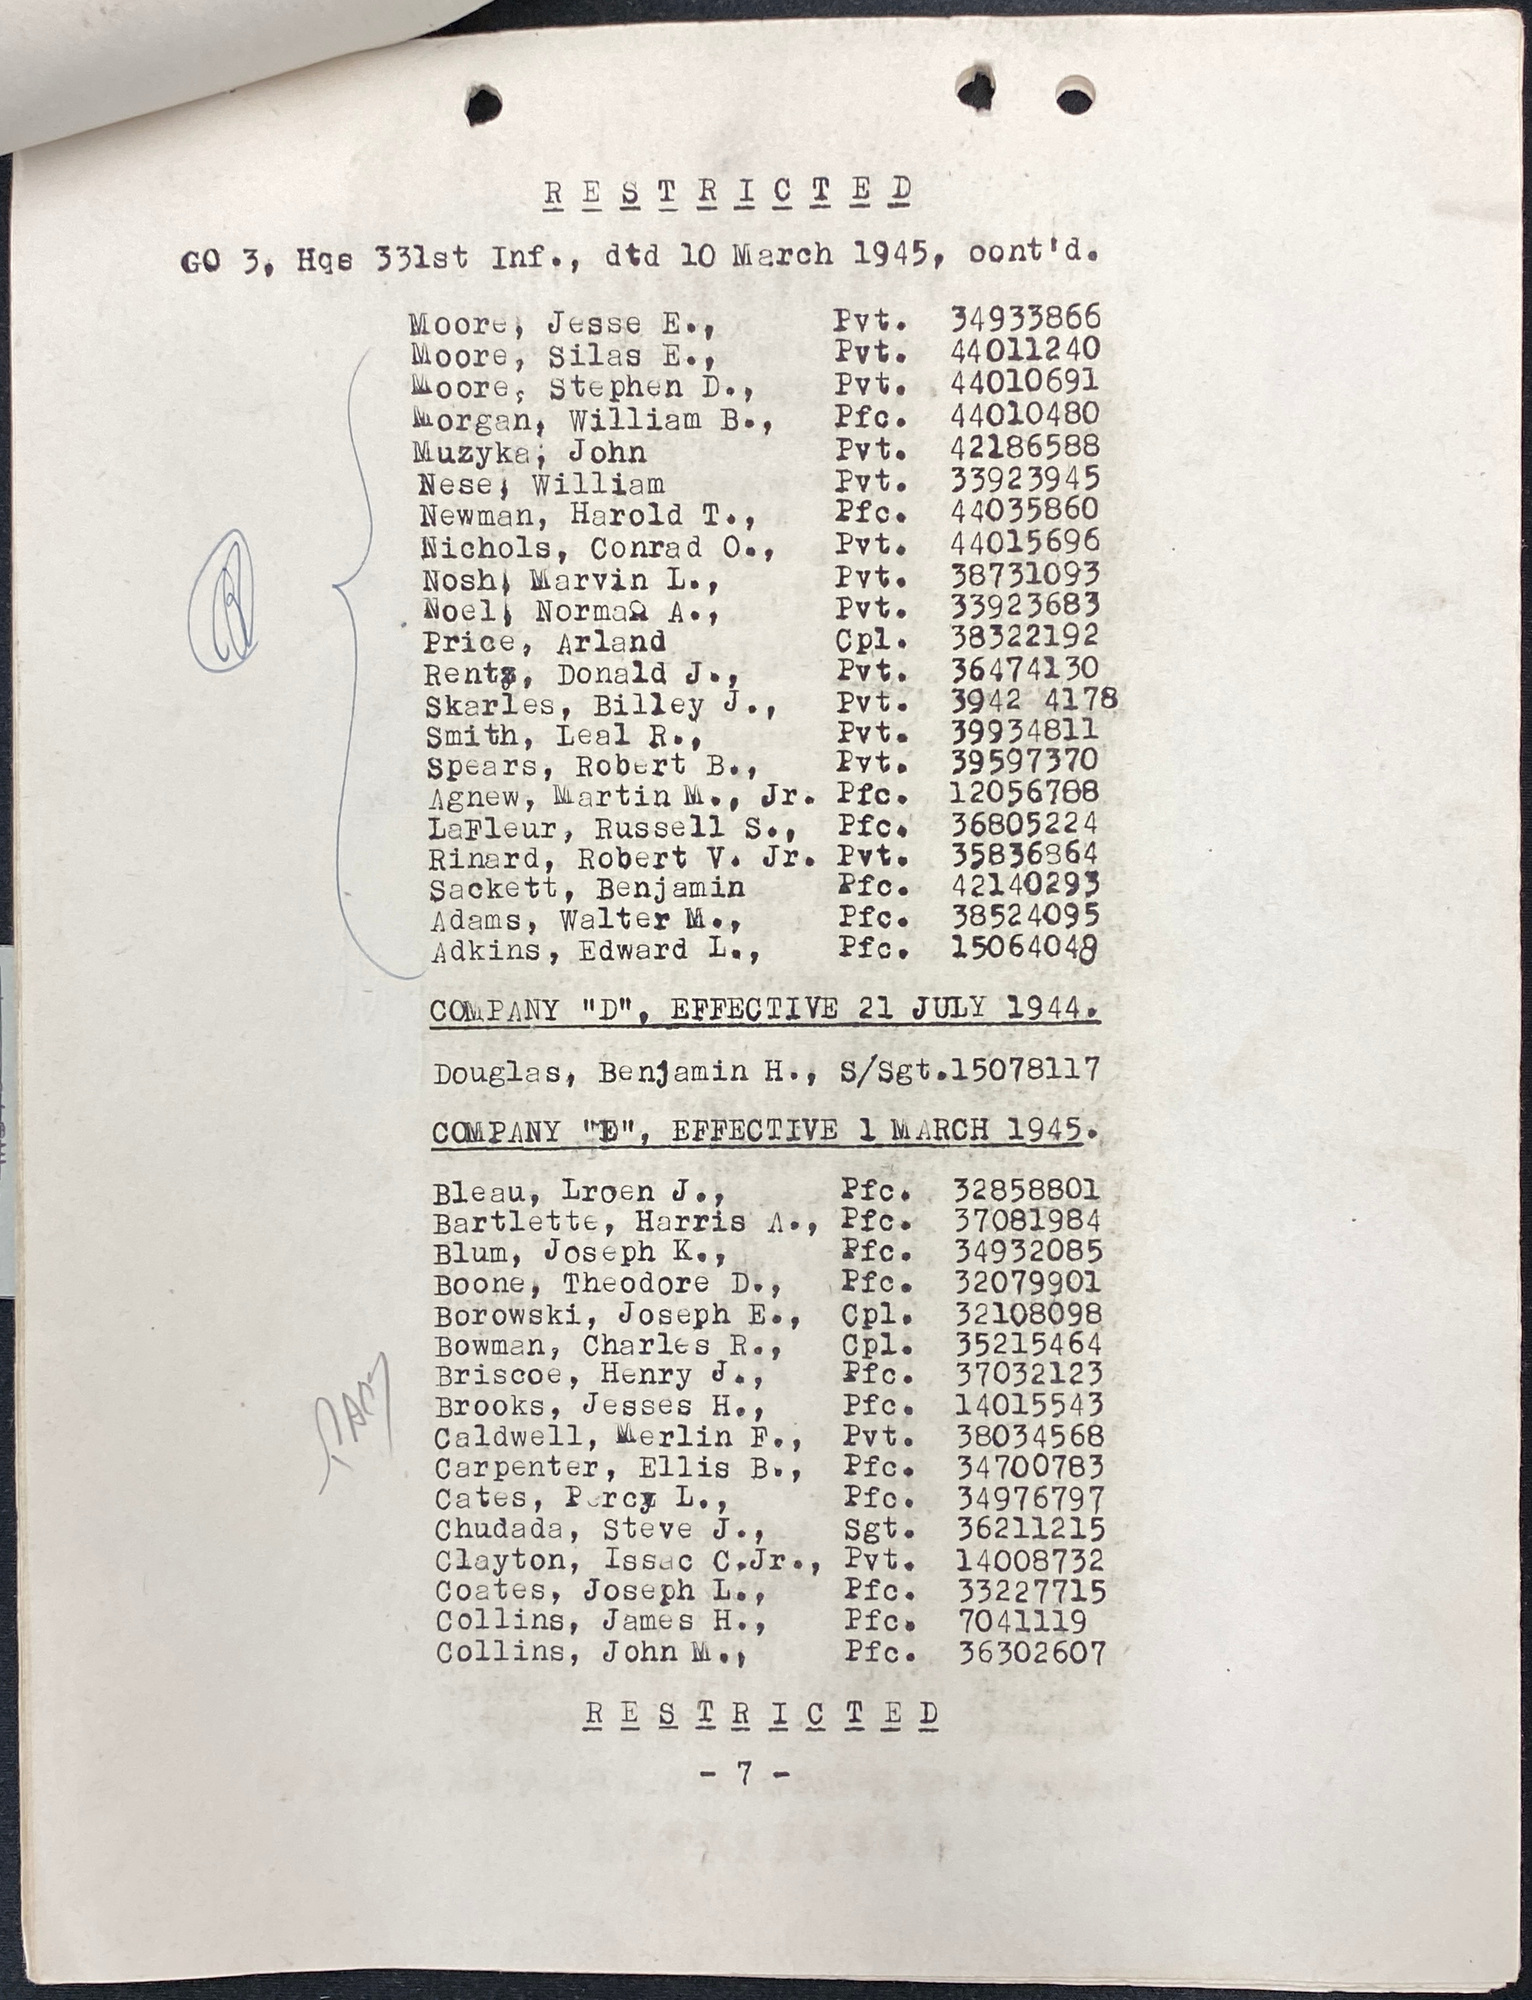 R E S T R I C T E D
GO 3, Hqs 331st Inf., dtd 10 March 1945, cont'd.
Moore, Jesse E., Pvt. 34933866
Moore, Silas E., Pvt. 44011240
Moore, Stephen D., Pvt. 44010691
Morgan, William B., Pfc. 44010480
Muzyka, John Pvt. 42186588
Nese, William Pvt. 33923945
Newman, Harold T., Pfc. 44035860
Nichols, Conrad O., Pvt. 44015696
Nosh, Marvin L., Pvt. 38731093
Noel, Norman A., Pvt. 33923683
Price, Arland Cpl. 38322192
Rentz, Donald J., Pvt. 36474130
Skarles, Billey J., Pvt. 3942 4178
Smith, Leal R., Pvt. 39934811
Spears, Robert B., Pvt. 39597370
Agnew, Martin M., Jr. Pfc. 12056788
LaFleur, Russell S., Pfc. 36805224
Rinard, Robert V. Jr. Pvt. 35836864
Sackett, Benjamin Pfc. 42140293
Adams, Walter M., Pfc. 38524095
Adkins, Edward L., Pfc. 15064048
COMPANY "D", EFFECTIVE 21 JULY 1944.
Douglas, Benjamin H., S/Sgt.15078117
COMPANY "E", EFFECTIVE 1 MARCH 1945.
Bleau, Lroen J., Pfc. 32858801
Bartlette, Harris A., Pfc. 37081984
Blum, Joseph K., Pfc. 34932085
Boone, Theodore D., Pfc. 32079901
Borowski, Joseph E., Cpl. 32108098
Bowman, Charles R., Cpl. 35215464
Briscoe, Henry J., Pfc. 37032123
Brooks, Jesses H., Pfc. 14015543
Caldwell, Merlin F., Pvt. 38034568
Carpenter, Ellis B., Pfc. 34700783
Cates, Percy L., Pfc. 34976797
Chudada, Steve J., Sgt. 36211215
Clayton, Issac C.Jr., Pvt. 14008732
Coates, Joseph L., Pfc. 33227715
Collins, James H., Pfc. 7041119
Collins, John M., Pfc. 36302607
R E S T R I C T E D
- 7 -